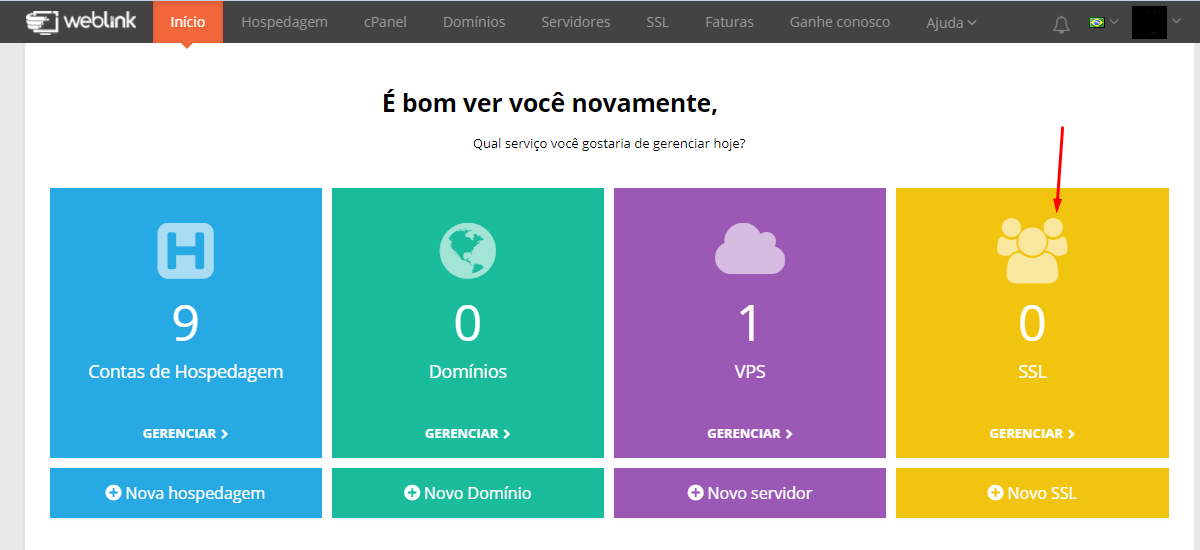 weblink Início Hospedagem cPanel Domínios Servidores SSL Faturas Ganhe conosco Ajuda
É bom ver você novamente,
Qual serviço você gostaria de gerenciar hoje?
H
9 0 1 0
Contas de Hospedagem Domínios VPS SSL
GERENCIAR GERENCIAR GERENCIAR GERENCIAR
Nova hospedagem Novo Domínio Novo servidor Novo SSL